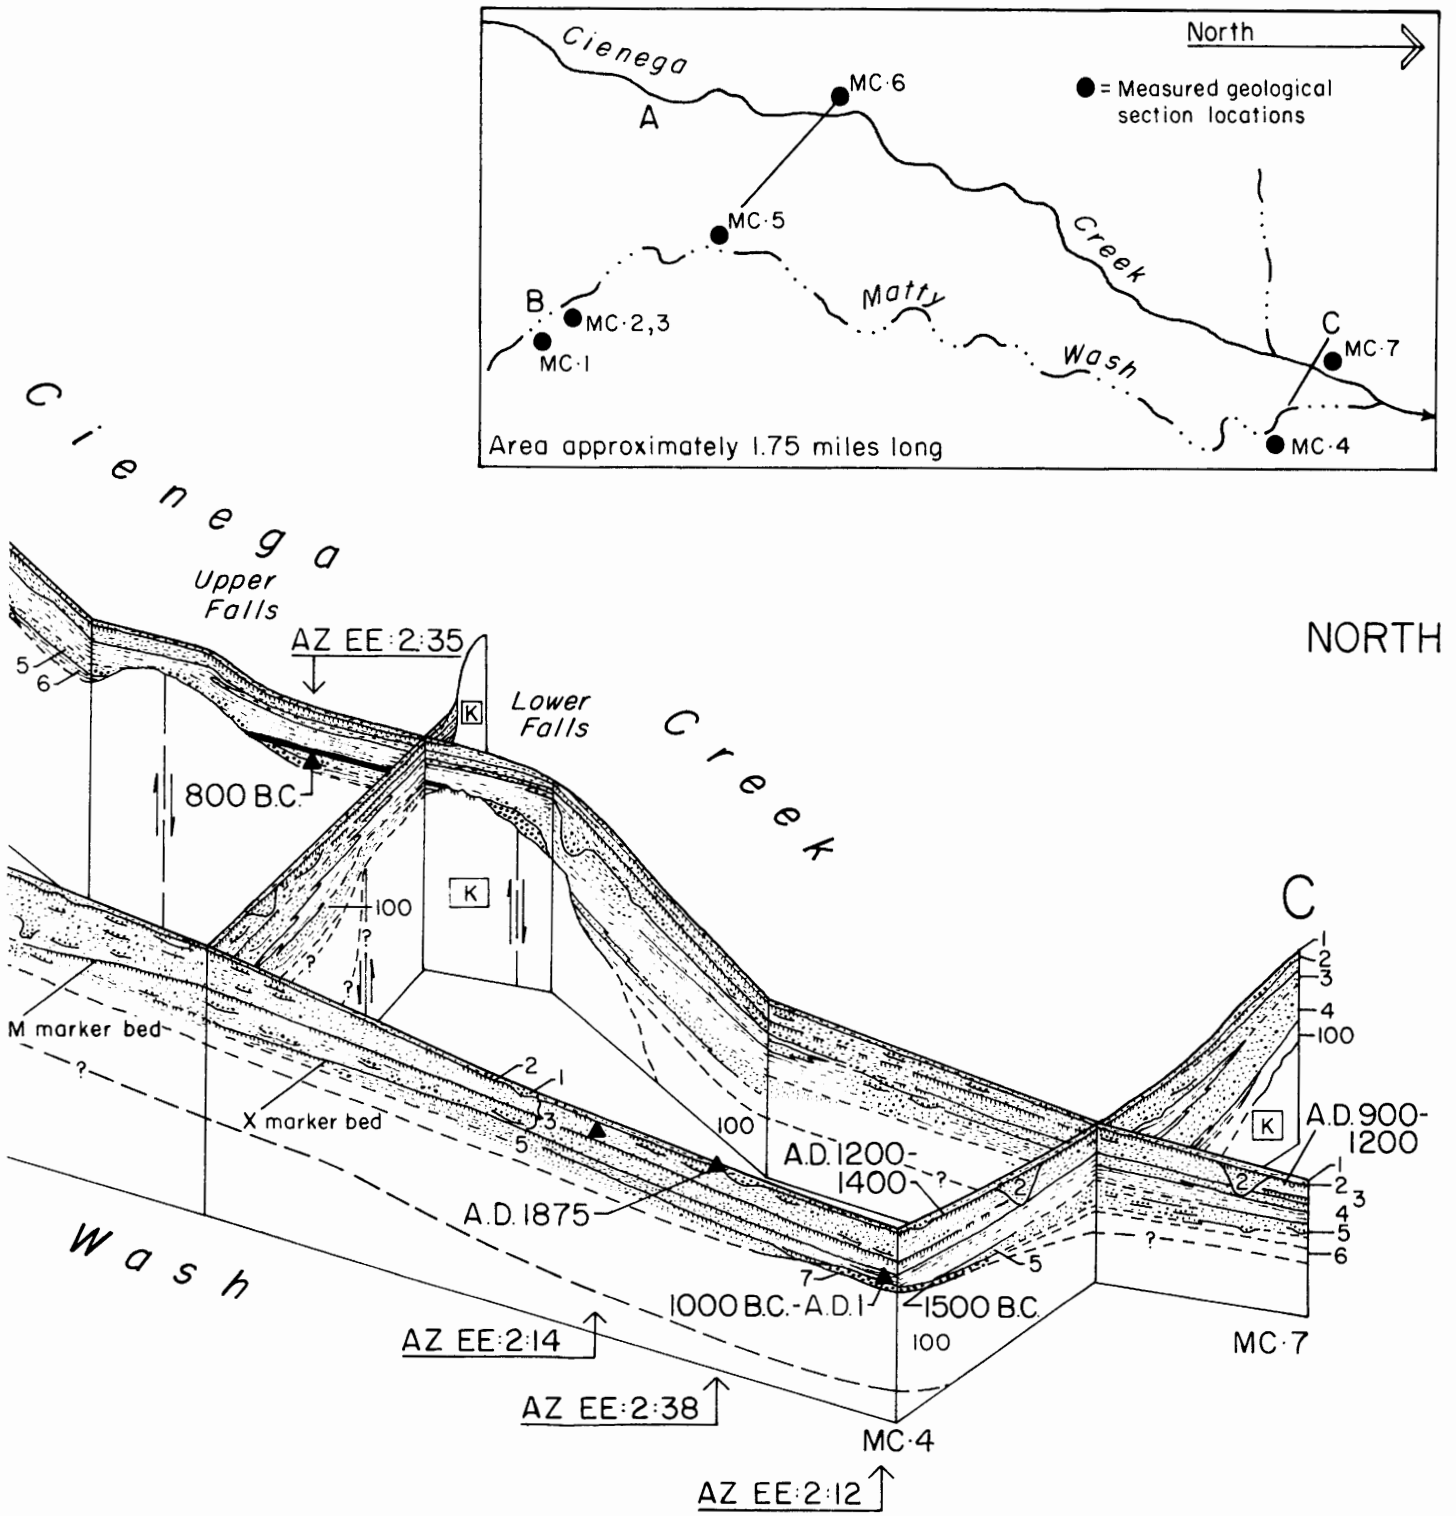 North
Cienega
MC·6
● = Measured geological
section locations
A
MC·5
Creek
B
Matty
C
MC·2,3
MC·7
MC·1
Wash
Area approximately 1.75 miles long
MC·4
Cienega
Upper
Falls
NORTH
AZ EE:2:35
5
6
K
Lower
Falls
Creek
800 B.C.
K
C
100
1
2
3
?
?
?
4
100
M marker bed
?
2
1
K
A.D. 900-
1200
X marker bed
3
5
100
A.D. 1200-
1400
?
2
2
1
2
3
4
5
6
A.D. 1875
?
Wash
7
5
1000 B.C.-A.D. 1
1500 B.C.
100
AZ EE:2:14
MC·7
AZ EE:2:38
MC·4
AZ EE:2:12